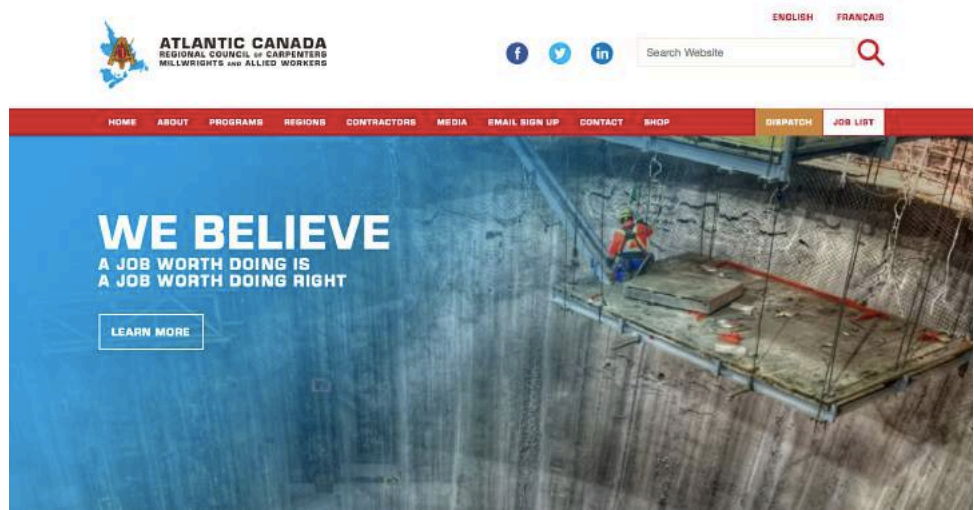 ENGLISH FRANÇAIS
ATLANTIC CANADA
REGIONAL COUNCIL OF CARPENTERS
MILLWRIGHTS AND ALLIED WORKERS
Search Website
HOME ABOUT PROGRAMS REGIONS CONTRACTORS MEDIA EMAIL SIGN UP CONTACT SHOP DISPATCH JOB LIST
WE BELIEVE
A JOB WORTH DOING IS
A JOB WORTH DOING RIGHT
LEARN MORE